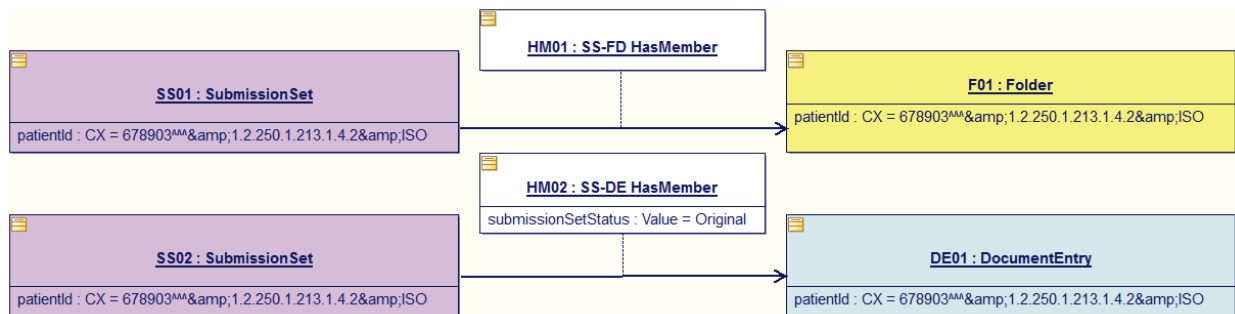 HM01 : SS-FD HasMember
SS01 : SubmissionSet
patientId : CX = 678903^^^&amp;1.2.250.1.213.1.4.2&amp;ISO
F01 : Folder
patientId : CX = 678903^^^&amp;1.2.250.1.213.1.4.2&amp;ISO
HM02 : SS-DE HasMember
submissionSetStatus : Value = Original
SS02 : SubmissionSet
patientId : CX = 678903^^^&amp;1.2.250.1.213.1.4.2&amp;ISO
DE01 : DocumentEntry
patientId : CX = 678903^^^&amp;1.2.250.1.213.1.4.2&amp;ISO